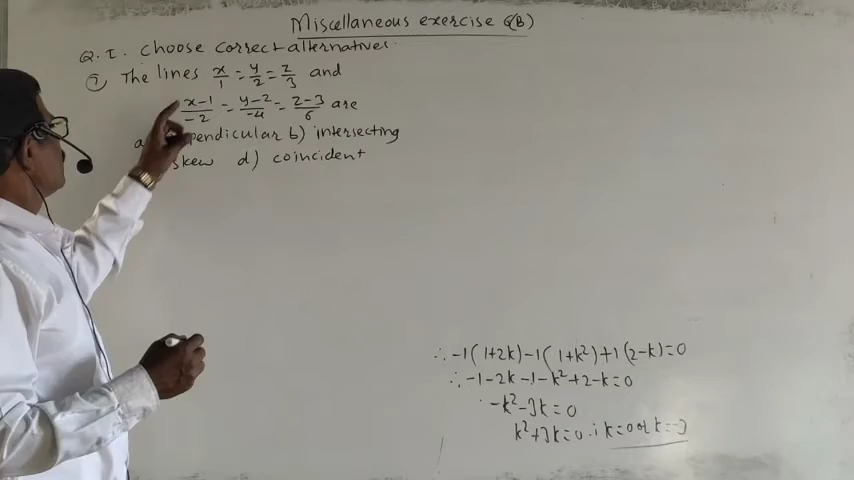 Miscellaneous exercise 6(B)
Q.I. Choose correct alternatives.
7) The lines x/1 = y/2 = z/3 and
x-1/-2 = y-2/-4 = z-3/6 are
a pendicular b) intersecting
skew d) coincident
∴ -1(1+2k)-1(1+k²)+1(2-k)=0
∴ -1-2k-1-k²+2-k=0
-k²-3k=0
k²+3k=0 ∴ k=0 or k=-3